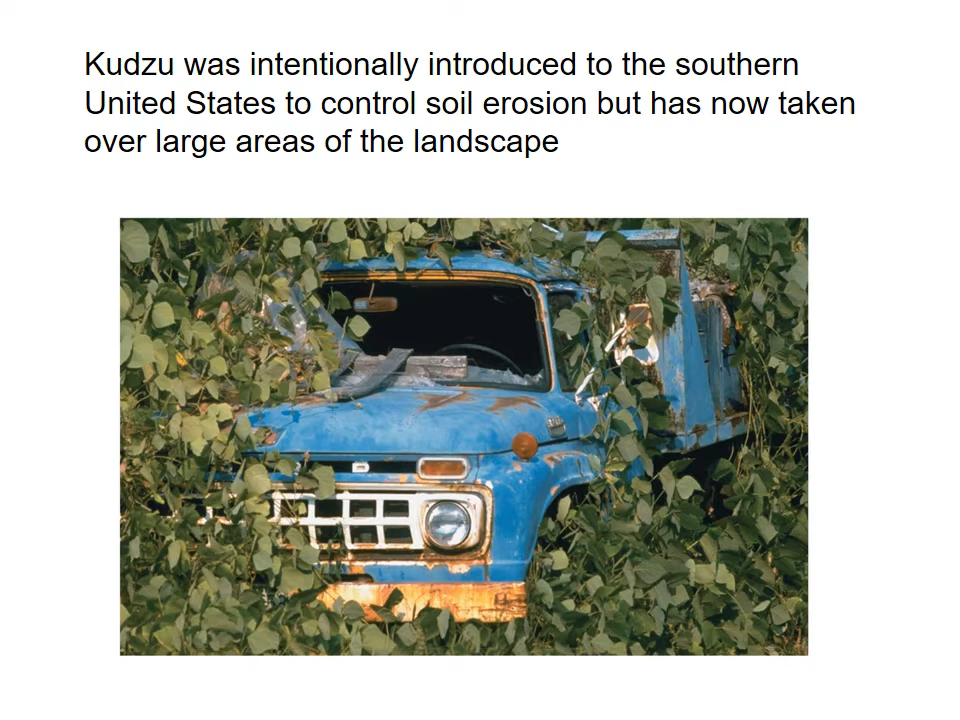 Kudzu was intentionally introduced to the southern
United States to control soil erosion but has now taken
over large areas of the landscape